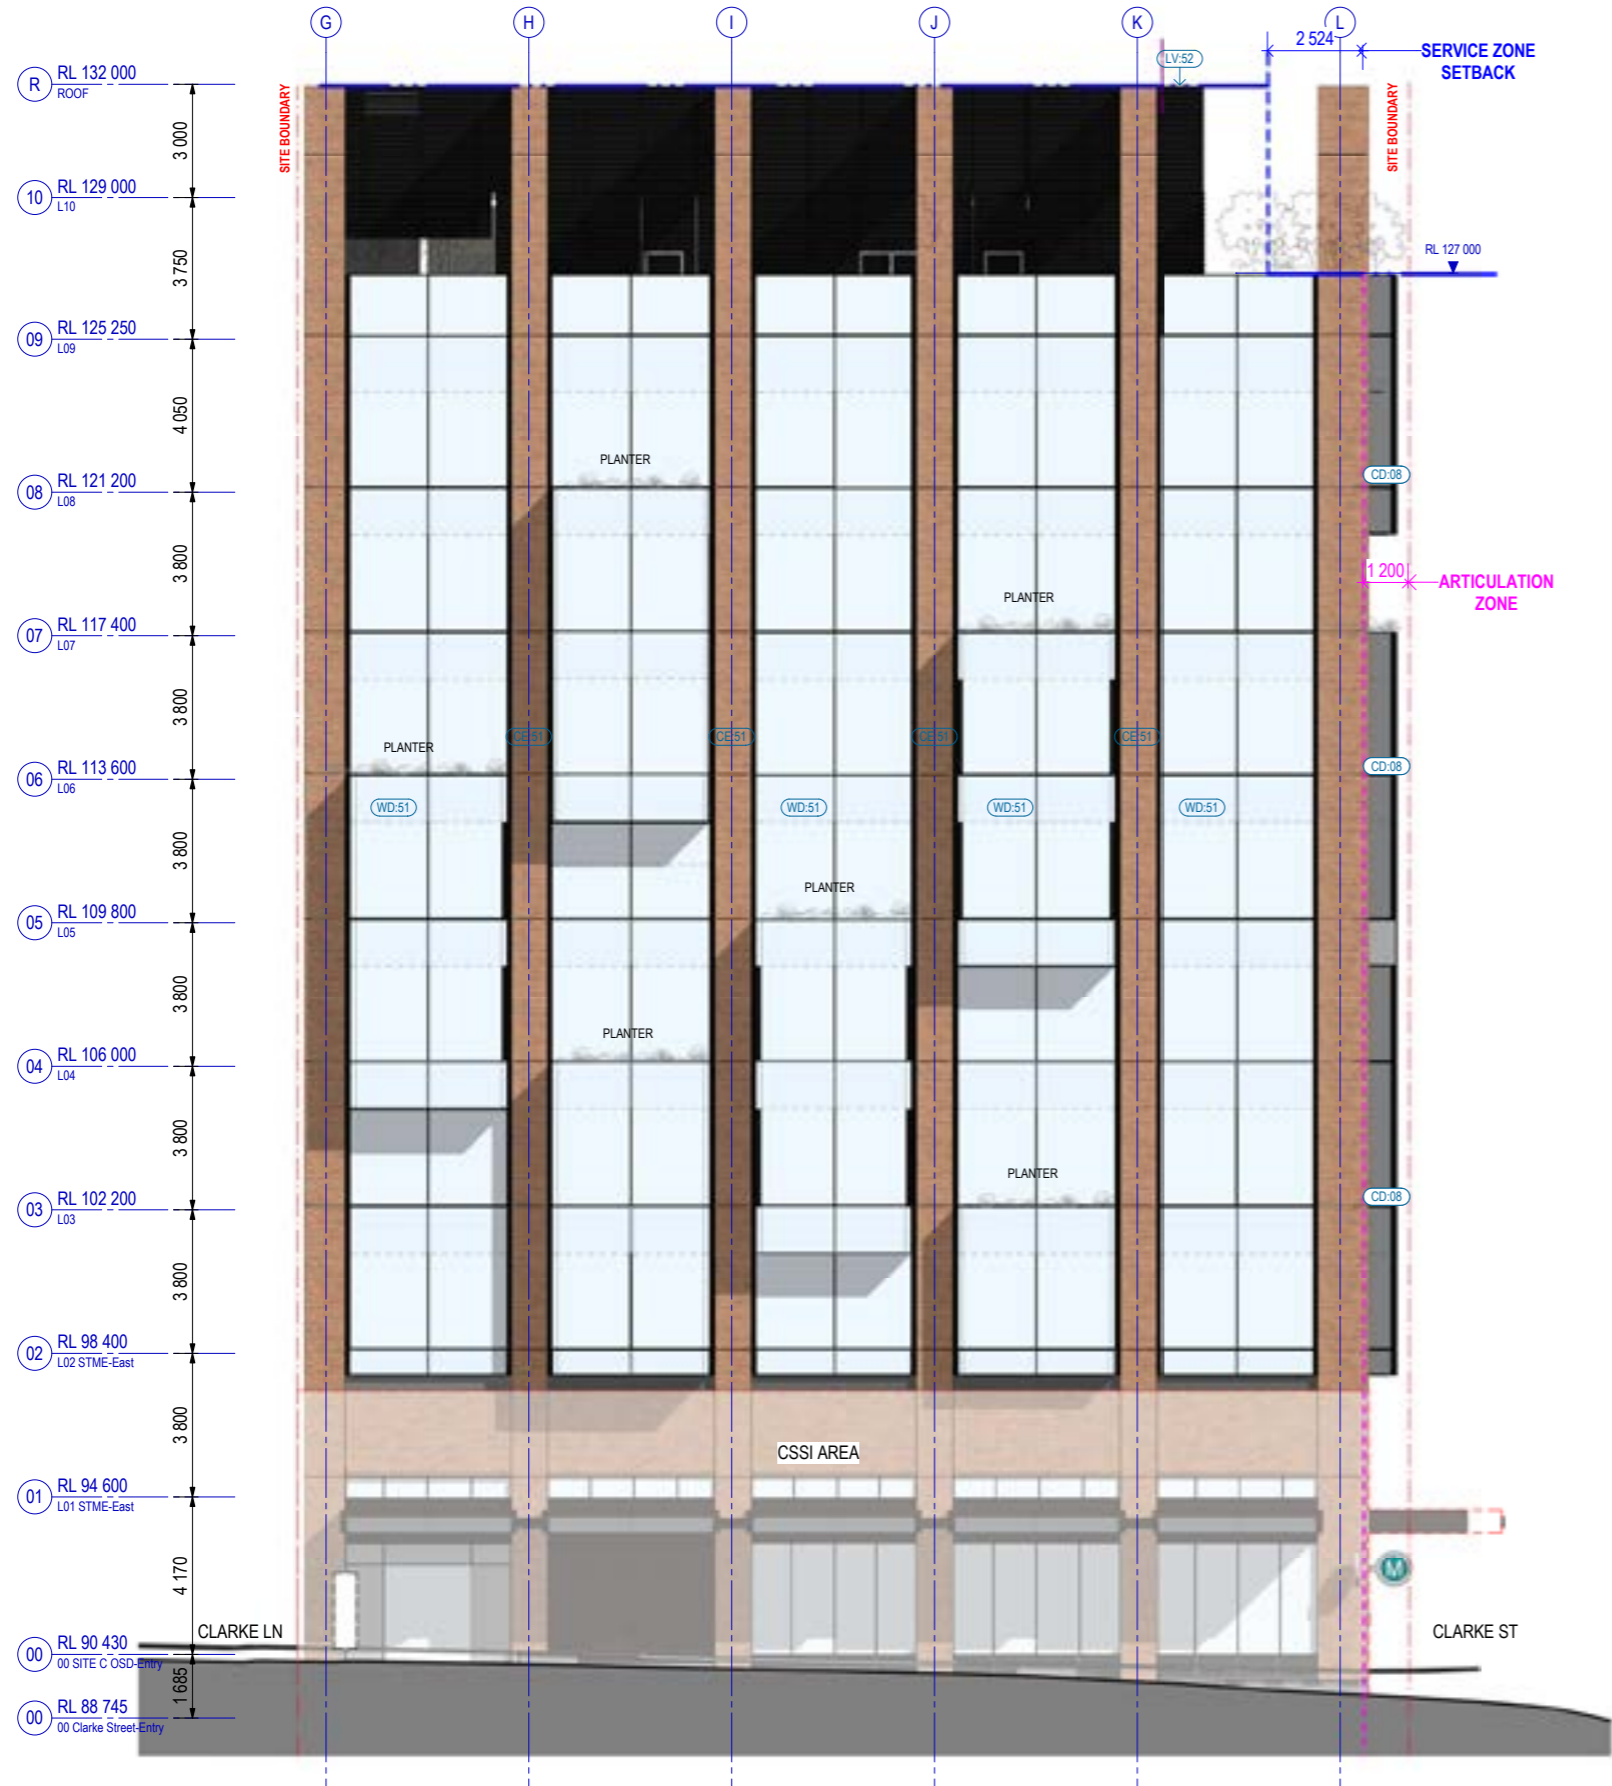 G H I J K L
2 524
SERVICE ZONE
SETBACK
LV:52
R RL 132 000
ROOF
SITE BOUNDARY
SITE BOUNDARY
3 000
10 RL 129 000
L10
RL 127 000
3 750
09 RL 125 250
L09
4 050
PLANTER
CD:08
08 RL 121 200
L08
3 800
1 200
ARTICULATION
ZONE
PLANTER
07 RL 117 400
L07
3 800
CE:51 CE:51 CE:51 CE:51
PLANTER
CD:08
06 RL 113 600
L06
WD:51 WD:51 WD:51 WD:51
3 800
PLANTER
05 RL 109 800
L05
3 800
PLANTER
04 RL 106 000
L04
3 800
PLANTER
CD:08
03 RL 102 200
L03
3 800
02 RL 98 400
L02 STME-East
3 800
CSSI AREA
01 RL 94 600
L01 STME-East
4 170
M
CLARKE LN
CLARKE ST
00 RL 90 430
00 SITE C OSD-Entry
1 685
00 RL 88 745
00 Clarke Street-Entry